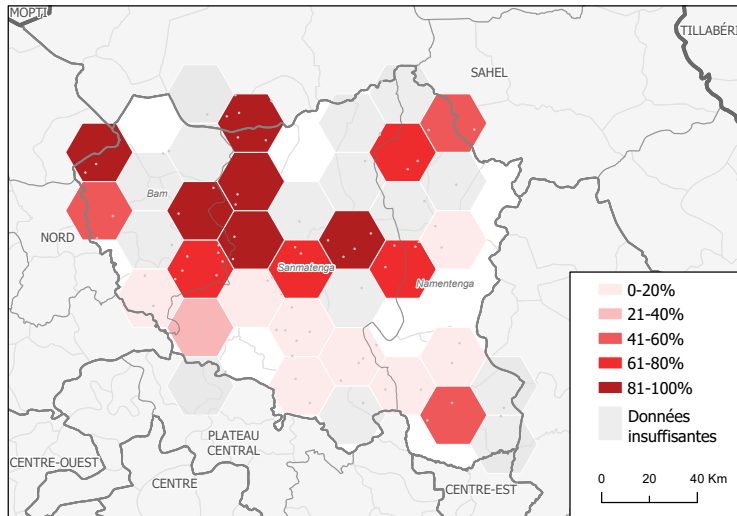 MOPTI
TILLABÉRI
SAHEL
Bam
NORD
Sanmatenga
Namentenga
0-20%
21-40%
41-60%
61-80%
81-100%
Données
insuffisantes
PLATEAU
CENTRAL
CENTRE-OUEST
CENTRE
CENTRE-EST
0 20 40 Km